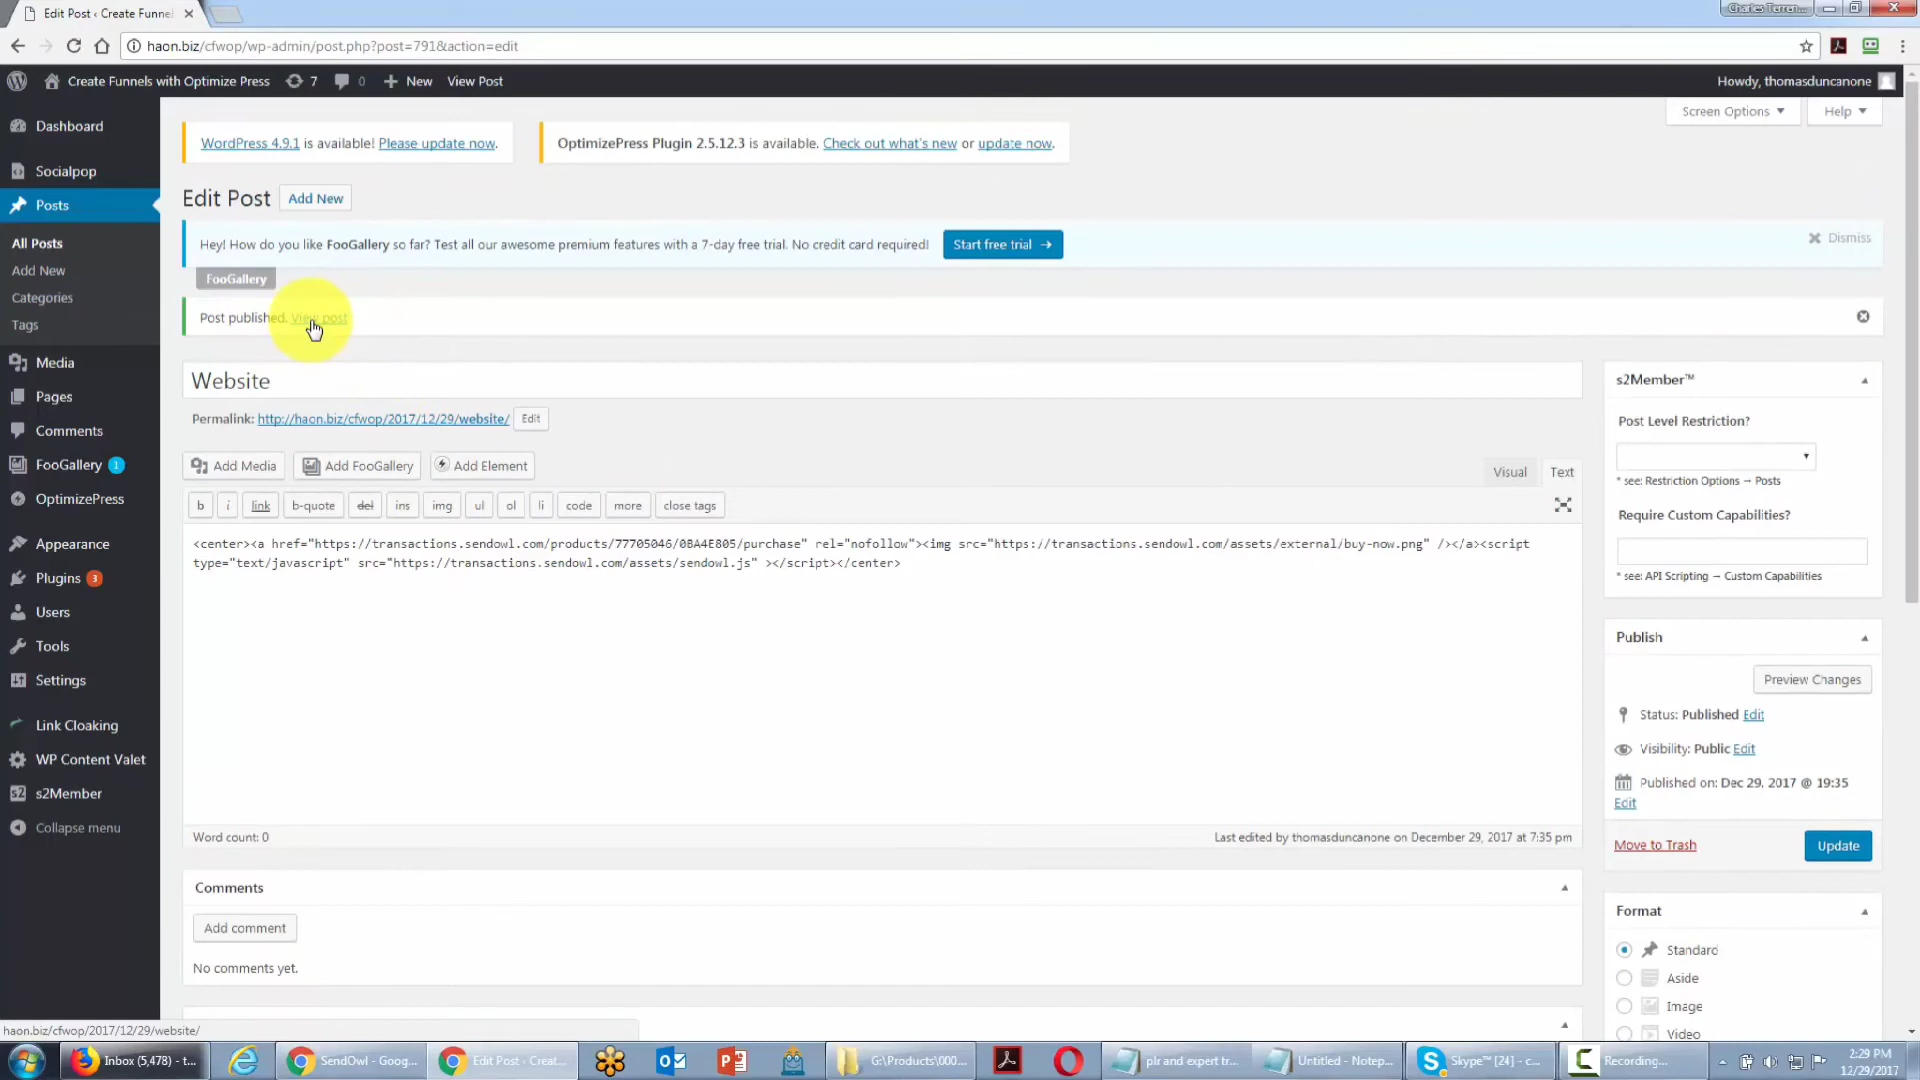 Edit Post ‹ Create Funne
Charles Terren...
haon.biz/cfwop/wp-admin/post.php?post=791&action=edit
Create Funnels with Optimize Press 7 0 New View Post
Howdy, thomasduncanone
Screen Options
Help
Dashboard
Socialpop
Posts
All Posts
Add New
Categories
Tags
Media
Pages
Comments
FooGallery 1
OptimizePress
Appearance
Plugins 3
Users
Tools
Settings
Link Cloaking
WP Content Valet
s2Member
Collapse menu
WordPress 4.9.1 is available! Please update now.
OptimizePress Plugin 2.5.12.3 is available. Check out what's new or update now.
Edit Post Add New
Hey! How do you like FooGallery so far? Test all our awesome premium features with a 7-day free trial. No credit card required! Start free trial →
Dismiss
FooGallery
Post published. View post
Website
Permalink: http://haon.biz/cfwop/2017/12/29/website/ Edit
Add Media Add FooGallery Add Element
Visual Text
b i link b-quote del ins img ul ol li code more close tags
<center><a href="https://transactions.sendowl.com/products/77705046/0BA4E805/purchase" rel="nofollow"><img src="https://transactions.sendowl.com/assets/external/buy-now.png" /></a><script
type="text/javascript" src="https://transactions.sendowl.com/assets/sendowl.js" ></script></center>
Word count: 0
Last edited by thomasduncanone on December 29, 2017 at 7:35 pm
Comments
Add comment
No comments yet.
s2Member™
Post Level Restriction?
* see: Restriction Options → Posts
Require Custom Capabilities?
* see: API Scripting → Custom Capabilities
Publish
Preview Changes
Status: Published Edit
Visibility: Public Edit
Published on: Dec 29, 2017 @ 19:35
Edit
Move to Trash
Update
Format
Standard
Aside
Image
Video
haon.biz/cfwop/2017/12/29/website/
Inbox (5,478) - t...
SendOwl - Goog...
Edit Post ‹ Creat...
G:\Products\000...
plr and expert tr...
Untitled - Notep...
Skype™ [24] - c...
Recording...
2:29 PM
12/29/2017